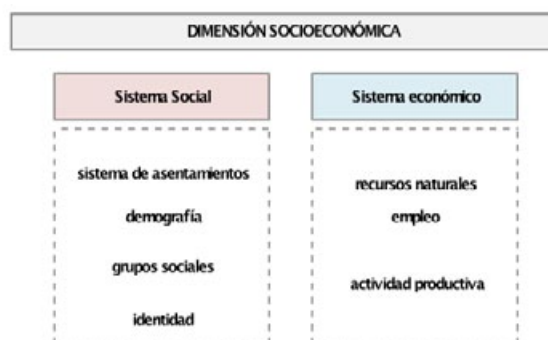 DIMENSIÓN SOCIOECONÓMICA
Sistema Social
sistema de asentamientos
demografía
grupos sociales
identidad
Sistema económico
recursos naturales
empleo
actividad productiva